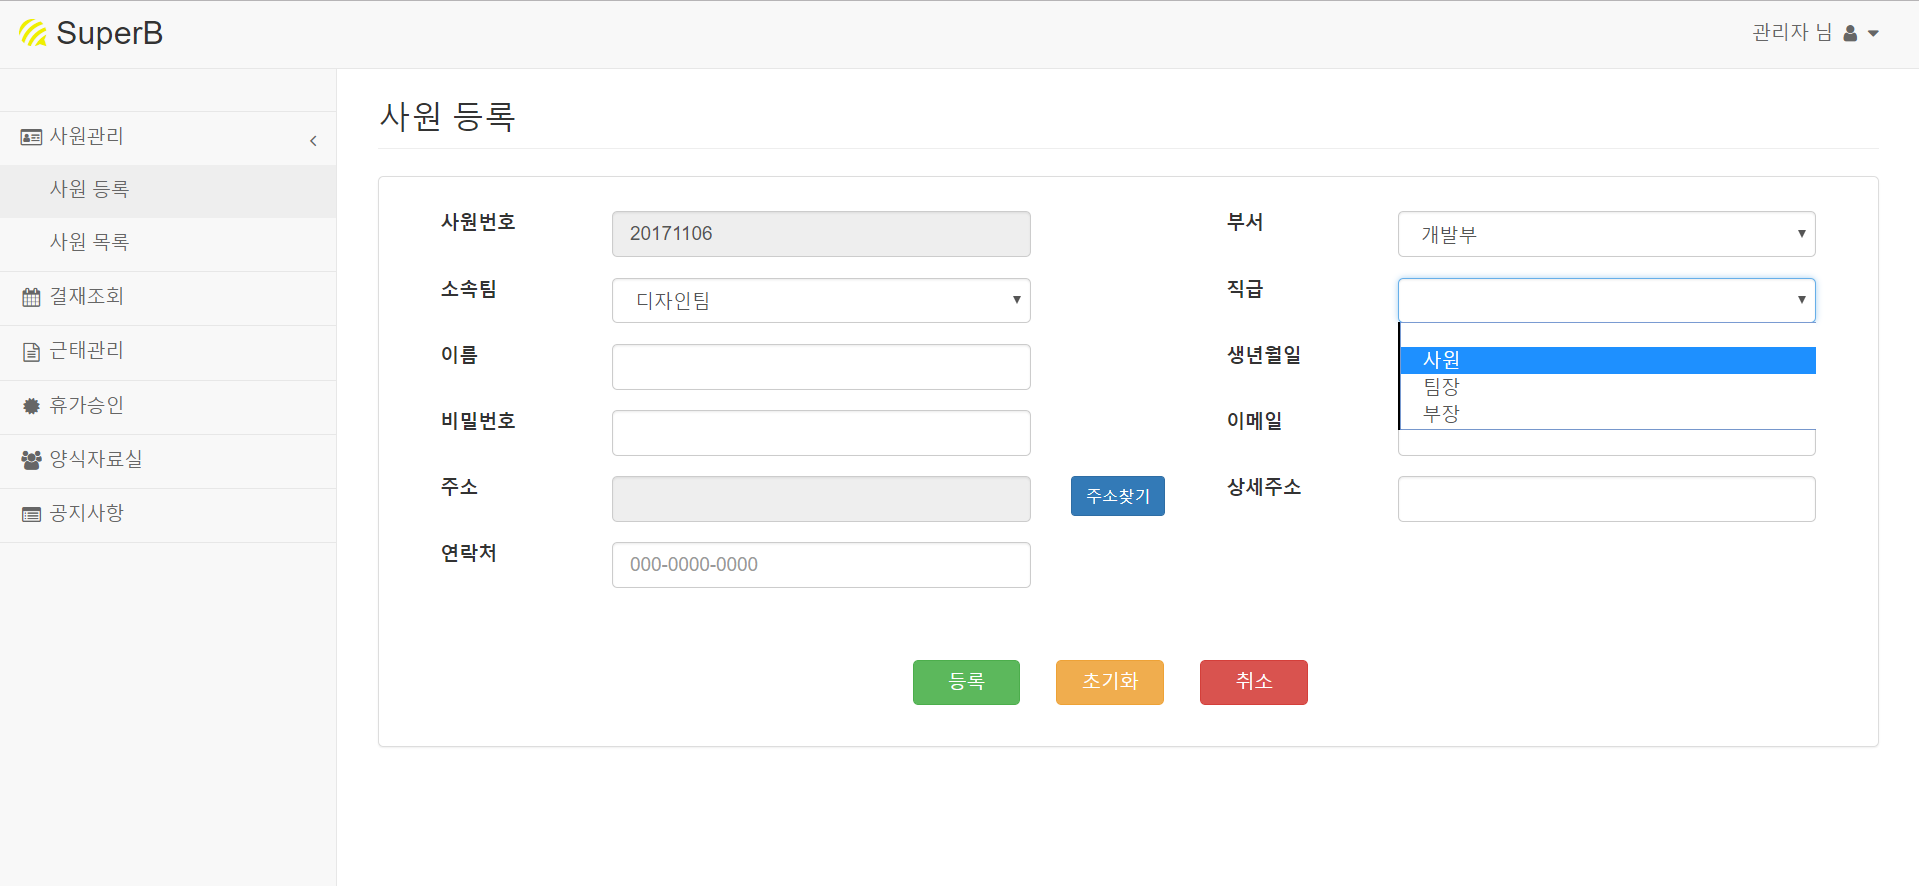 SuperB
관리자 님
사원관리
사원 등록
사원 목록
결재조회
근태관리
휴가승인
양식자료실
공지사항
사원 등록
사원번호 20171106 부서 개발부
소속팀 디자인팀 직급
사원
팀장
부장
이름 생년월일
비밀번호 이메일
주소 주소찾기 상세주소
연락처 000-0000-0000
등록 초기화 취소